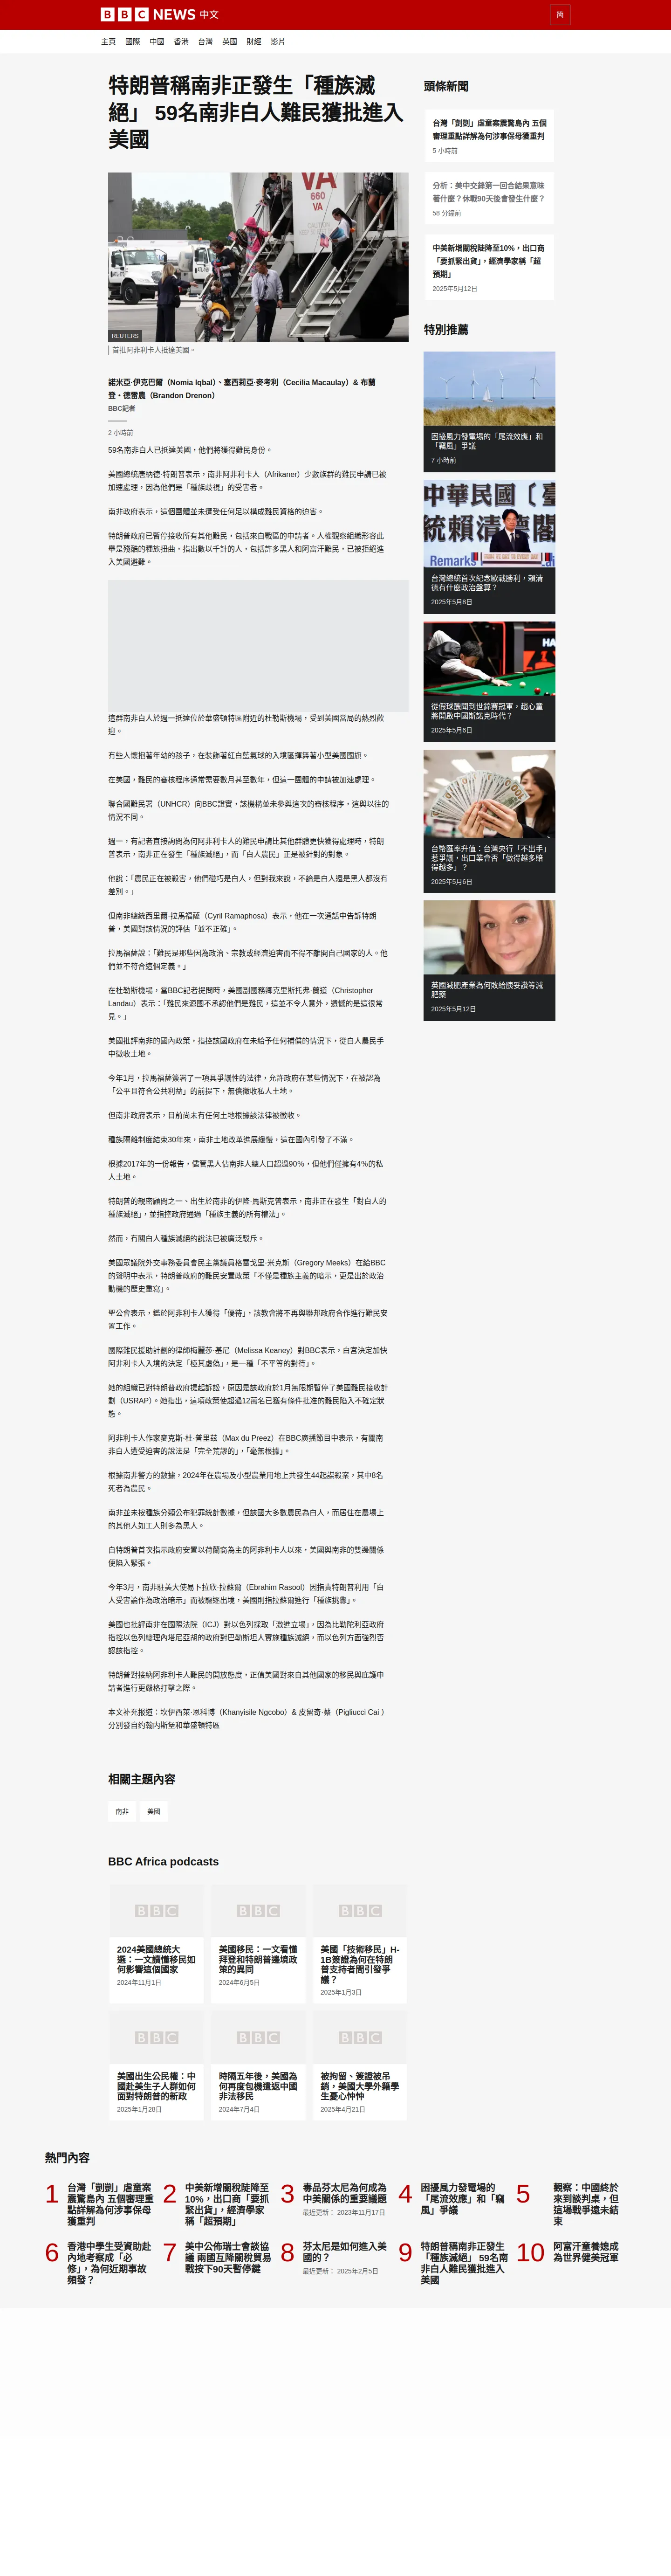 BBC NEWS 中文
简
主頁 國際 中國 香港 台灣 英國 財經 影片
特朗普稱南非正發生「種族滅
絕」 59名南非白人難民獲批進入
美國
VA
660
VA
REUTERS
首批阿非利卡人抵達美國。
諾米亞·伊克巴爾（Nomia Iqbal）、塞西莉亞·麥考利（Cecilia Macaulay）& 布蘭
登・德雷農（Brandon Drenon）
BBC記者
2 小時前
59名南非白人已抵達美國，他們將獲得難民身份。
美國總統唐納德·特朗普表示，南非阿非利卡人（Afrikaner）少數族群的難民申請已被
加速處理，因為他們是「種族歧視」的受害者。
南非政府表示，這個團體並未遭受任何足以構成難民資格的迫害。
特朗普政府已暫停接收所有其他難民，包括來自戰區的申請者。人權觀察組織形容此
舉是殘酷的種族扭曲，指出數以千計的人，包括許多黑人和阿富汗難民，已被拒絕進
入美國避難。
這群南非白人於週一抵達位於華盛頓特區附近的杜勒斯機場，受到美國當局的熱烈歡
迎。
有些人懷抱著年幼的孩子，在裝飾著紅白藍氣球的入境區揮舞著小型美國國旗。
在美國，難民的審核程序通常需要數月甚至數年，但這一團體的申請被加速處理。
聯合國難民署（UNHCR）向BBC證實，該機構並未參與這次的審核程序，這與以往的
情況不同。
週一，有記者直接詢問為何阿非利卡人的難民申請比其他群體更快獲得處理時，特朗
普表示，南非正在發生「種族滅絕」，而「白人農民」正是被針對的對象。
他說：「農民正在被殺害，他們碰巧是白人，但對我來說，不論是白人還是黑人都沒有
差別。」
但南非總統西里爾·拉馬福薩（Cyril Ramaphosa）表示，他在一次通話中告訴特朗
普，美國對該情況的評估「並不正確」。
拉馬福薩說：「難民是那些因為政治、宗教或經濟迫害而不得不離開自己國家的人。他
們並不符合這個定義。」
在杜勒斯機場，當BBC記者提問時，美國副國務卿克里斯托弗·蘭道（Christopher
Landau）表示：「難民來源國不承認他們是難民，這並不令人意外，遺憾的是這很常
見。」
美國批評南非的國內政策，指控該國政府在未給予任何補償的情況下，從白人農民手
中徵收土地。
今年1月，拉馬福薩簽署了一項具爭議性的法律，允許政府在某些情況下，在被認為
「公平且符合公共利益」的前提下，無償徵收私人土地。
但南非政府表示，目前尚未有任何土地根據該法律被徵收。
種族隔離制度結束30年來，南非土地改革進展緩慢，這在國內引發了不滿。
根據2017年的一份報告，儘管黑人佔南非人總人口超過90%，但他們僅擁有4%的私
人土地。
特朗普的親密顧問之一、出生於南非的伊隆·馬斯克曾表示，南非正在發生「對白人的
種族滅絕」，並指控政府通過「種族主義的所有權法」。
然而，有關白人種族滅絕的說法已被廣泛駁斥。
美國眾議院外交事務委員會民主黨議員格雷戈里·米克斯（Gregory Meeks）在給BBC
的聲明中表示，特朗普政府的難民安置政策「不僅是種族主義的暗示，更是出於政治
動機的歷史重寫」。
聖公會表示，鑑於阿非利卡人獲得「優待」，該教會將不再與聯邦政府合作進行難民安
置工作。
國際難民援助計劃的律師梅麗莎·基尼（Melissa Keaney）對BBC表示，白宮決定加快
阿非利卡人入境的決定「極其虛偽」，是一種「不平等的對待」。
她的組織已對特朗普政府提起訴訟，原因是該政府於1月無限期暫停了美國難民接收計
劃（USRAP）。她指出，這項政策使超過12萬名已獲有條件批准的難民陷入不確定狀
態。
阿非利卡人作家麥克斯·杜·普里茲（Max du Preez）在BBC廣播節目中表示，有關南
非白人遭受迫害的說法是「完全荒謬的」，「毫無根據」。
根據南非警方的數據，2024年在農場及小型農業用地上共發生44起謀殺案，其中8名
死者為農民。
南非並未按種族分類公布犯罪統計數據，但該國大多數農民為白人，而居住在農場上
的其他人如工人則多為黑人。
自特朗普首次指示政府安置以荷蘭裔為主的阿非利卡人以來，美國與南非的雙邊關係
便陷入緊張。
今年3月，南非駐美大使易卜拉欣·拉蘇爾（Ebrahim Rasool）因指責特朗普利用「白
人受害論作為政治暗示」而被驅逐出境，美國則指拉蘇爾進行「種族挑釁」。
美國也批評南非在國際法院（ICJ）對以色列採取「激進立場」，因為比勒陀利亞政府
指控以色列總理內塔尼亞胡的政府對巴勒斯坦人實施種族滅絕，而以色列方面強烈否
認該指控。
特朗普對接納阿非利卡人難民的開放態度，正值美國對來自其他國家的移民與庇護申
請者進行更嚴格打擊之際。
本文补充报道：坎伊西莱·恩科博（Khanyisile Ngcobo）& 皮留奇·蔡（Pigliucci Cai ）
分別發自约翰内斯堡和華盛頓特區
相關主題內容
南非 美國
BBC Africa podcasts
2024美國總統大
選：一文讀懂移民如
何影響這個國家
2024年11月1日
美國移民：一文看懂
拜登和特朗普邊境政
策的異同
2024年6月5日
美國「技術移民」H-
1B簽證為何在特朗
普支持者間引發爭
議？
2025年1月3日
美國出生公民權：中
國赴美生子人群如何
面對特朗普的新政
2025年1月28日
時隔五年後，美國為
何再度包機遣返中國
非法移民
2024年7月4日
被拘留、簽證被吊
銷，美國大學外籍學
生憂心忡忡
2025年4月21日
頭條新聞
台灣「剴剴」虐童案震驚島內 五個
審理重點詳解為何涉事保母獲重判
5 小時前
分析：美中交鋒第一回合結果意味
著什麼？休戰90天後會發生什麼？
58 分鐘前
中美新增關稅陡降至10%，出口商
「要抓緊出貨」，經濟學家稱「超
預期」
2025年5月12日
特別推薦
困擾風力發電場的「尾流效應」和
「竊風」爭議
7 小時前
中華民國
統賴清德
Remarks
台灣總統首次紀念歐戰勝利，賴清
德有什麼政治盤算？
2025年5月8日
從假球醜聞到世錦賽冠軍，趙心童
將開啟中國斯諾克時代？
2025年5月6日
台幣匯率升值：台灣央行「不出手」
惹爭議，出口業會否「做得越多賠
得越多」？
2025年5月6日
英國減肥產業為何敗給胰妥讚等減
肥藥
2025年5月12日
熱門內容
1 台灣「剴剴」虐童案
震驚島內 五個審理重
點詳解為何涉事保母
獲重判
2 中美新增關稅陡降至
10%，出口商「要抓
緊出貨」，經濟學家
稱「超預期」
3 毒品芬太尼為何成為
中美關係的重要議題
最近更新： 2023年11月17日
4 困擾風力發電場的
「尾流效應」和「竊
風」爭議
5 觀察：中國終於
來到談判桌，但
這場戰爭遠未結
束
6 香港中學生受資助赴
內地考察成「必
修」，為何近期事故
頻發？
7 美中公佈瑞士會談協
議 兩國互降關稅貿易
戰按下90天暫停鍵
8 芬太尼是如何進入美
國的？
最近更新： 2025年2月5日
9 特朗普稱南非正發生
「種族滅絕」 59名南
非白人難民獲批進入
美國
10 阿富汗童養媳成
為世界健美冠軍